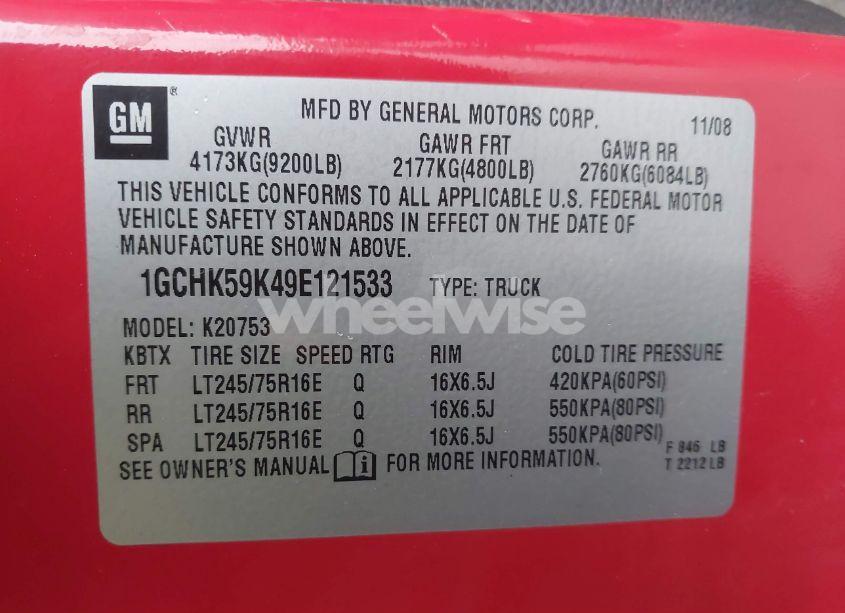 GM®
MFD BY GENERAL MOTORS CORP. 11/08
GVWR GAWR FRT GAWR RR
4173KG(9200LB) 2177KG(4800LB) 2760KG(6084LB)
THIS VEHICLE CONFORMS TO ALL APPLICABLE U.S. FEDERAL MOTOR
VEHICLE SAFETY STANDARDS IN EFFECT ON THE DATE OF
MANUFACTURE SHOWN ABOVE.
1GCHK59K49E121533 TYPE: TRUCK
wheelwise
MODEL: K20753
KBTX TIRE SIZE SPEED RTG RIM COLD TIRE PRESSURE
FRT LT245/75R16E Q 16X6.5J 420KPA(60PSI)
RR LT245/75R16E Q 16X6.5J 550KPA(80PSI)
SPA LT245/75R16E Q 16X6.5J 550KPA(80PSI)
F 846 LB
SEE OWNER'S MANUAL i FOR MORE INFORMATION. T 2212 LB